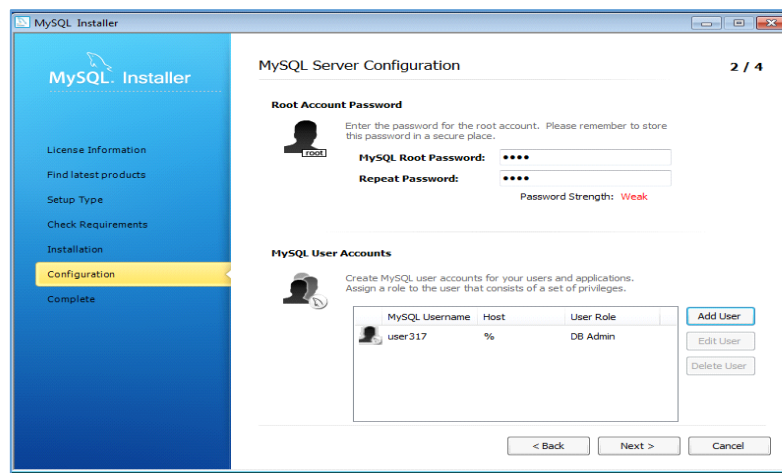 MySQL Installer
MySQL. Installer
License Information
Find latest products
Setup Type
Check Requirements
Installation
Configuration
Complete
MySQL Server Configuration
2 / 4
Root Account Password
Enter the password for the root account. Please remember to store
this password in a secure place.
root
MySQL Root Password: ••••
Repeat Password: ••••
Password Strength: Weak
MySQL User Accounts
Create MySQL user accounts for your users and applications.
Assign a role to the user that consists of a set of privileges.
MySQL Username Host User Role
user317 % DB Admin
Add User
Edit User
Delete User
< Back Next > Cancel